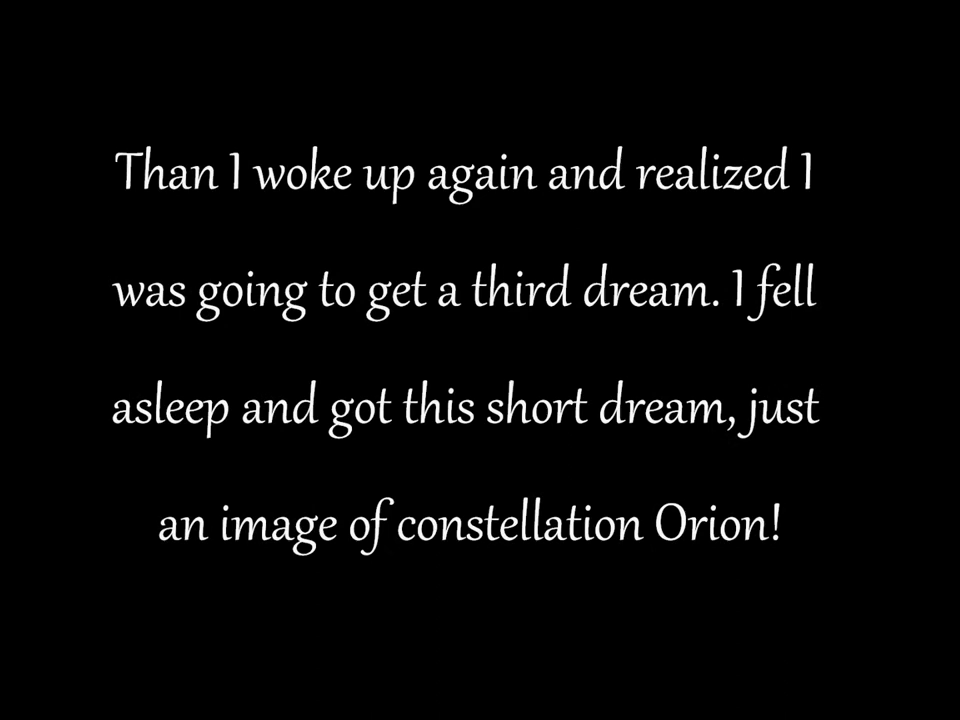 Than I woke up again and realized I
was going to get a third dream. I fell
asleep and got this short dream, just
an image of constellation Orion!